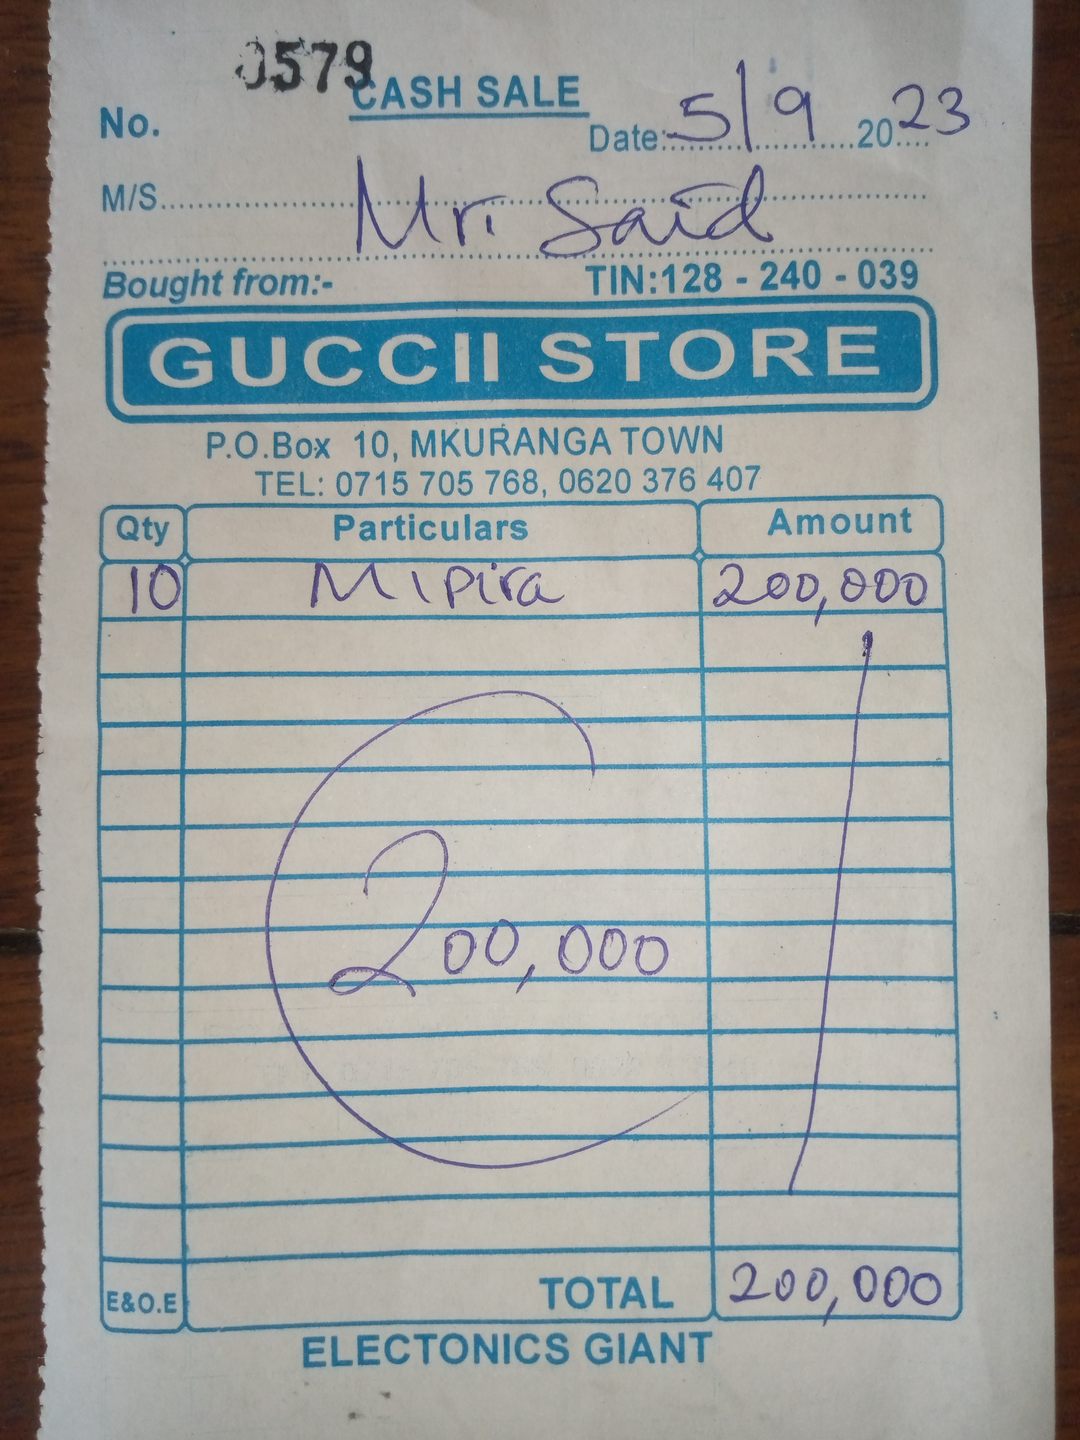 0579
CASH SALE
No.
Date: 5/9 2023
M/S Mr. Said
Bought from:- TIN:128 - 240 - 039
GUCCII STORE
P.O.Box 10, MKURANGA TOWN
TEL: 0715 705 768, 0620 376 407
Qty Particulars Amount
10 Mipira 200,000
200,000
E&O.E TOTAL 200,000
ELECTONICS GIANT